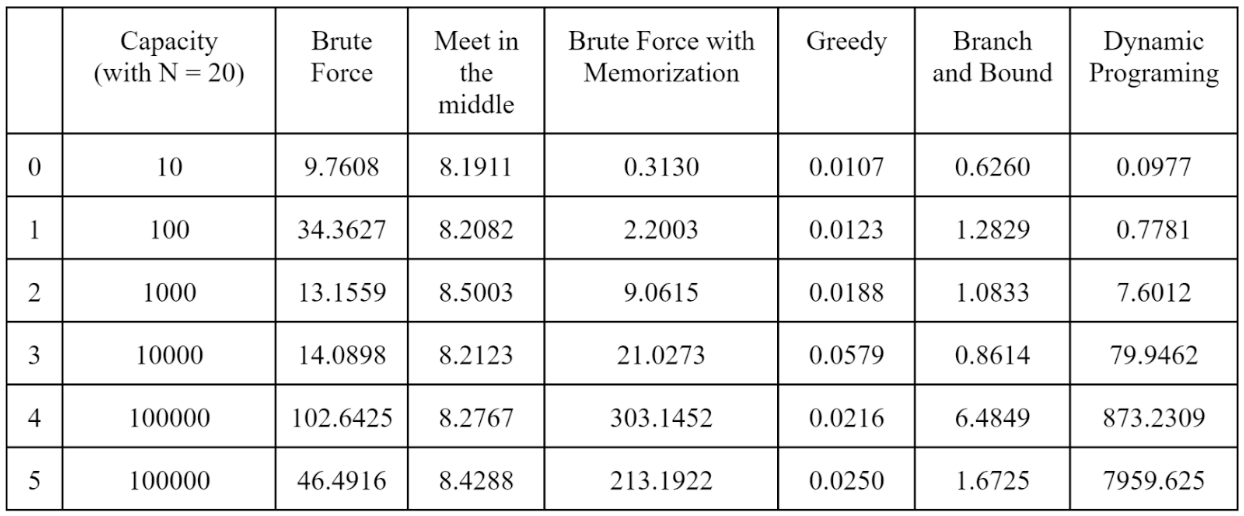 Capacity (with N = 20) Brute Force Meet in the middle Brute Force with Memorization Greedy Branch and Bound Dynamic Programing
0 10 9.7608 8.1911 0.3130 0.0107 0.6260 0.0977
1 100 34.3627 8.2082 2.2003 0.0123 1.2829 0.7781
2 1000 13.1559 8.5003 9.0615 0.0188 1.0833 7.6012
3 10000 14.0898 8.2123 21.0273 0.0579 0.8614 79.9462
4 100000 102.6425 8.2767 303.1452 0.0216 6.4849 873.2309
5 100000 46.4916 8.4288 213.1922 0.0250 1.6725 7959.625